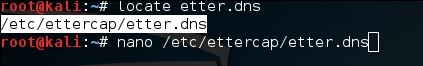 root@kali:~# locate etter.dns
/etc/ettercap/etter.dns
root@kali:~# nano /etc/ettercap/etter.dns